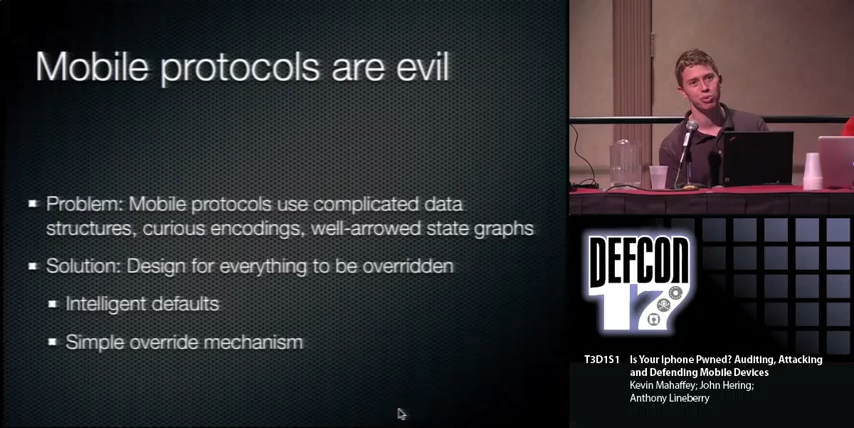 Mobile protocols are evil
Problem: Mobile protocols use complicated data
structures, curious encodings, well-arrowed state graphs
Solution: Design for everything to be overridden
Intelligent defaults
Simple override mechanism
DEFCON
17
T3D1S1 Is Your Iphone Pwned? Auditing, Attacking
and Defending Mobile Devices
Kevin Mahaffey; John Hering;
Anthony Lineberry